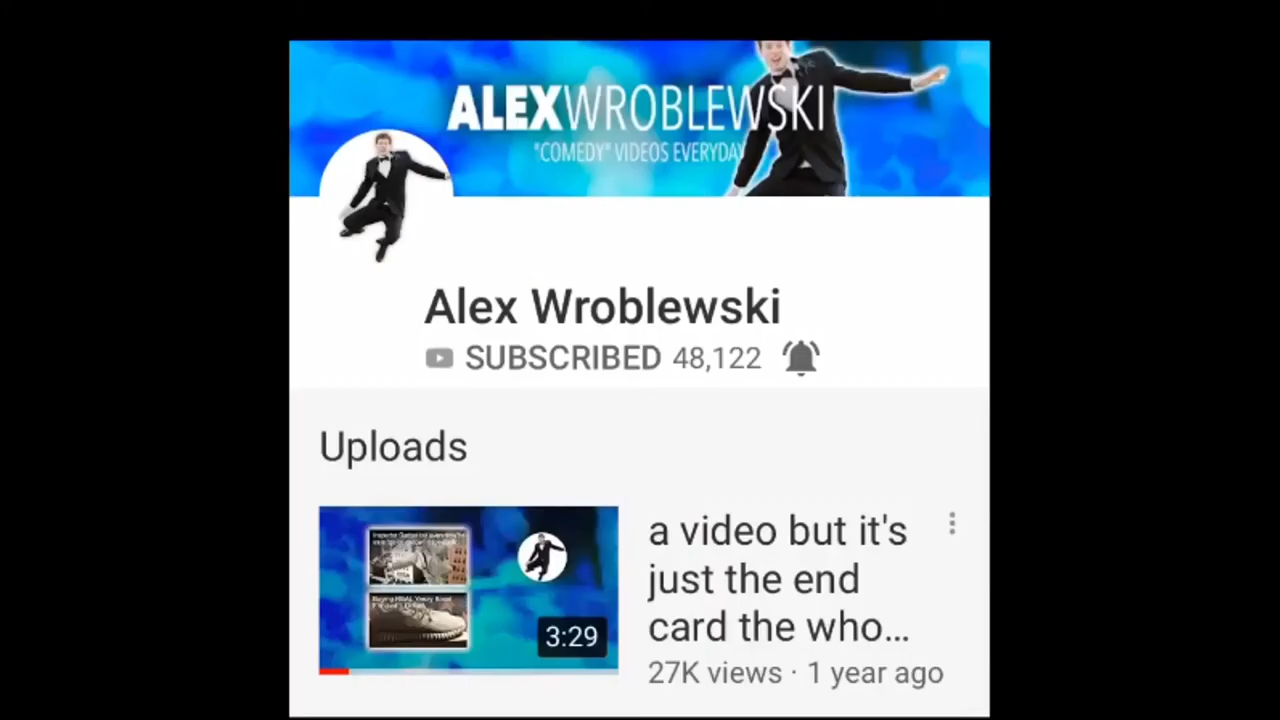 ALEXWROBLEWSKI
"COMEDY" VIDEOS EVERYDAY
Alex Wroblewski
SUBSCRIBED 48,122
Uploads
a video but it's
just the end
card the who...
3:29
27K views · 1 year ago